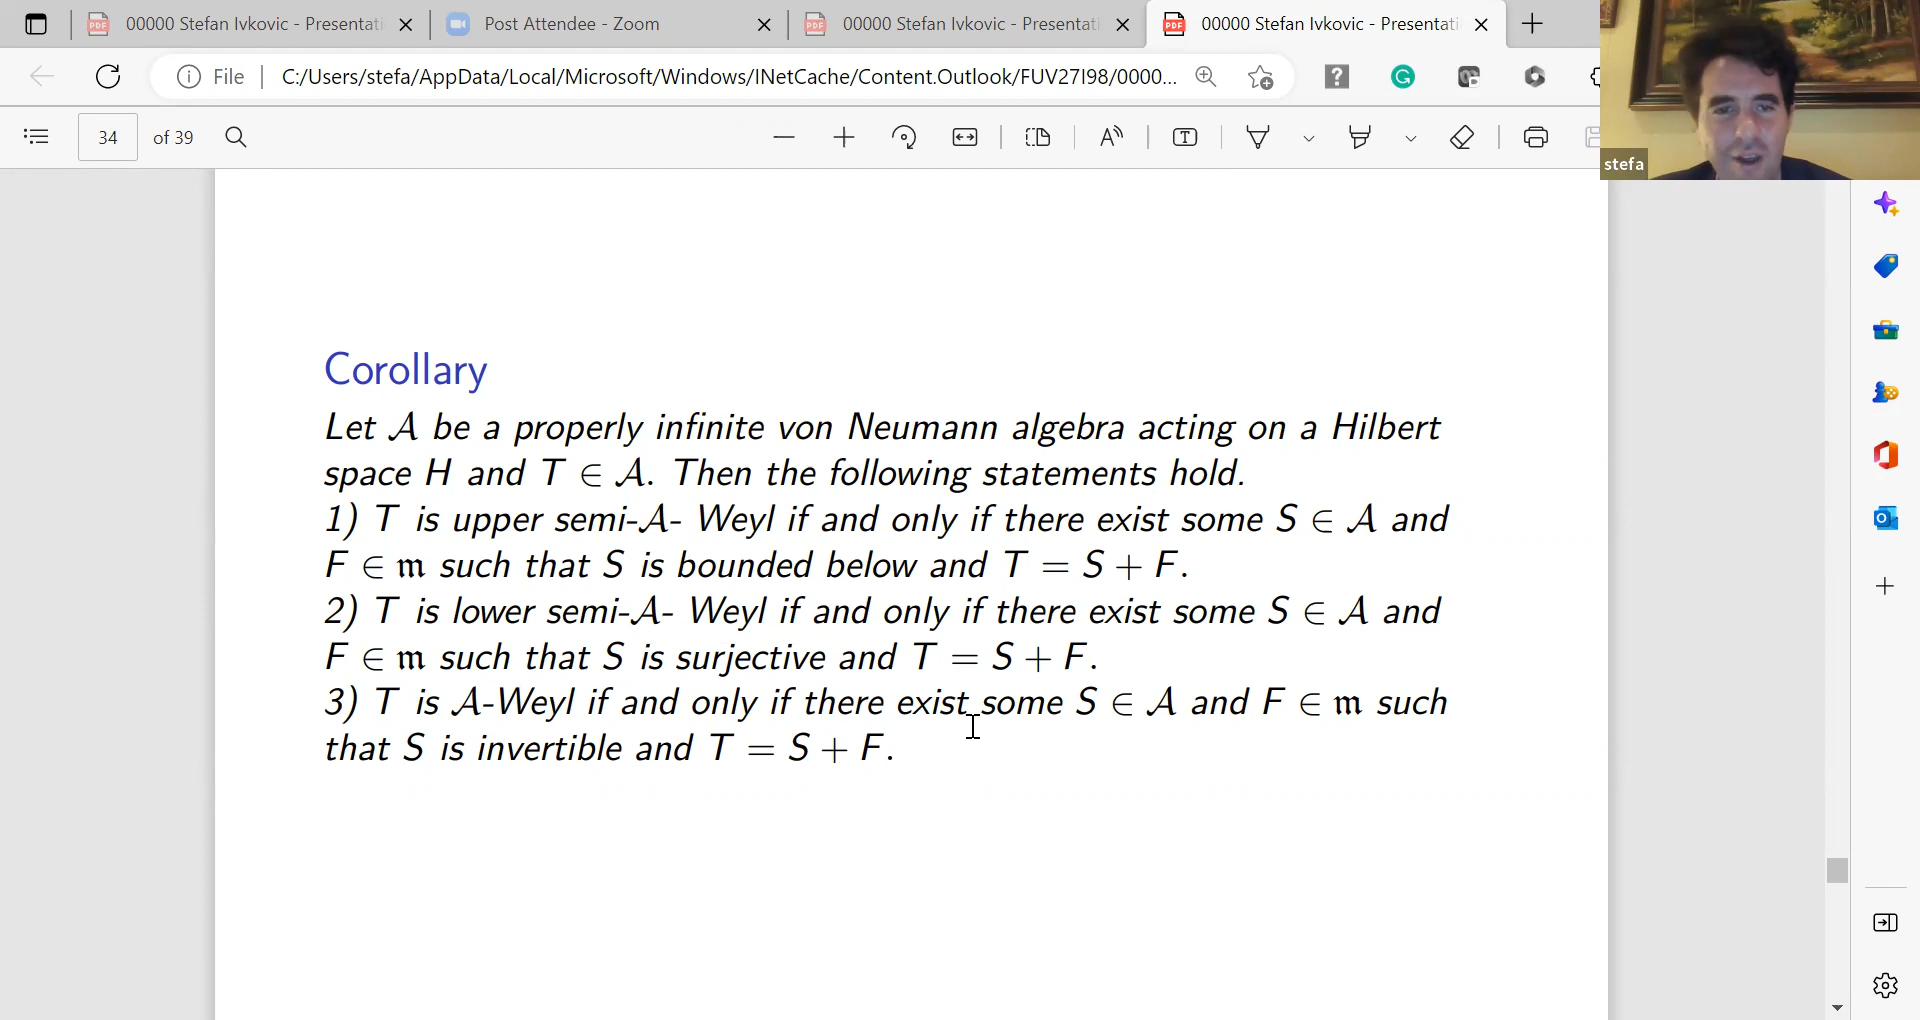 00000 Stefan Ivkovic - Presentati
Post Attendee - Zoom
00000 Stefan Ivkovic - Presentati
00000 Stefan Ivkovic - Presentati
File
C:/Users/stefa/AppData/Local/Microsoft/Windows/INetCache/Content.Outlook/FUV27I98/0000...
34 of 39
stefa
Corollary
Let 𝒜 be a properly infinite von Neumann algebra acting on a Hilbert
space H and T ∈ 𝒜. Then the following statements hold.
1) T is upper semi-𝒜- Weyl if and only if there exist some S ∈ 𝒜 and
F ∈ 𝔪 such that S is bounded below and T = S + F.
2) T is lower semi-𝒜- Weyl if and only if there exist some S ∈ 𝒜 and
F ∈ 𝔪 such that S is surjective and T = S + F.
3) T is 𝒜-Weyl if and only if there exist some S ∈ 𝒜 and F ∈ 𝔪 such
that S is invertible and T = S + F.